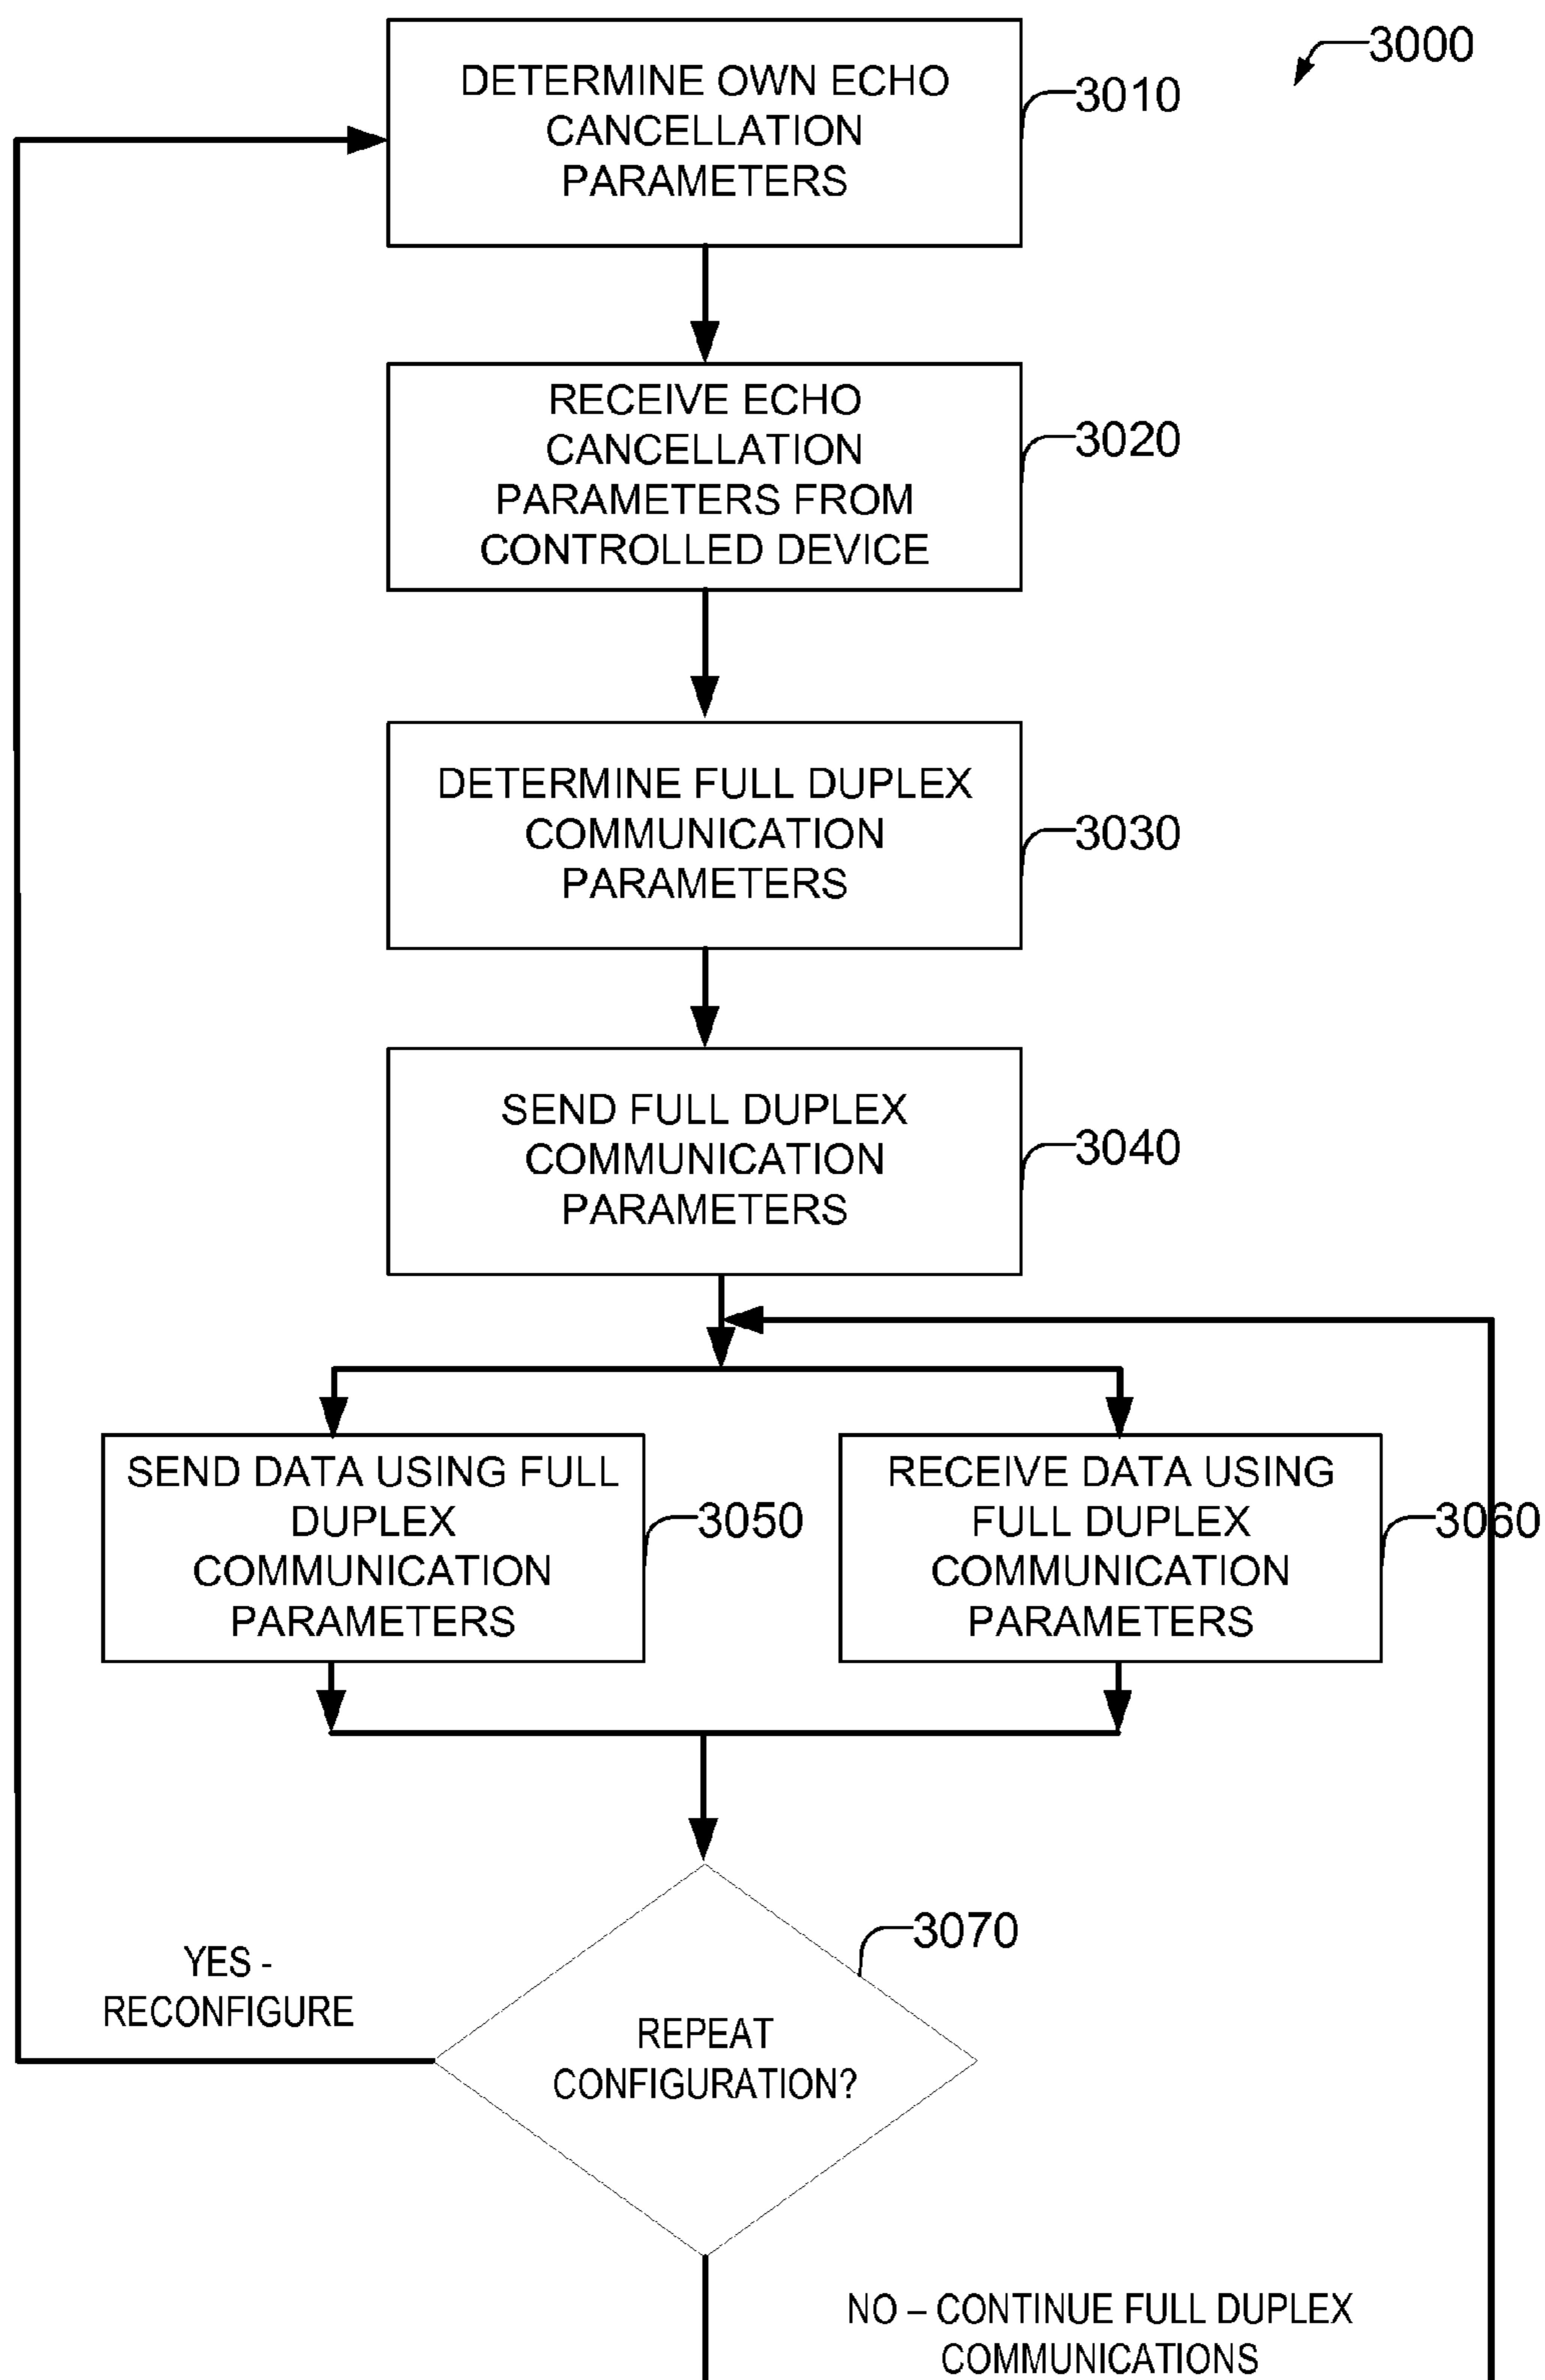 3000
DETERMINE OWN ECHO
CANCELLATION
PARAMETERS
3010
RECEIVE ECHO
CANCELLATION
PARAMETERS FROM
CONTROLLED DEVICE
3020
DETERMINE FULL DUPLEX
COMMUNICATION
PARAMETERS
3030
SEND FULL DUPLEX
COMMUNICATION
PARAMETERS
3040
SEND DATA USING FULL
DUPLEX
COMMUNICATION
PARAMETERS
3050
RECEIVE DATA USING
FULL DUPLEX
COMMUNICATION
PARAMETERS
3060
3070
YES -
RECONFIGURE
REPEAT
CONFIGURATION?
NO – CONTINUE FULL DUPLEX
COMMUNICATIONS